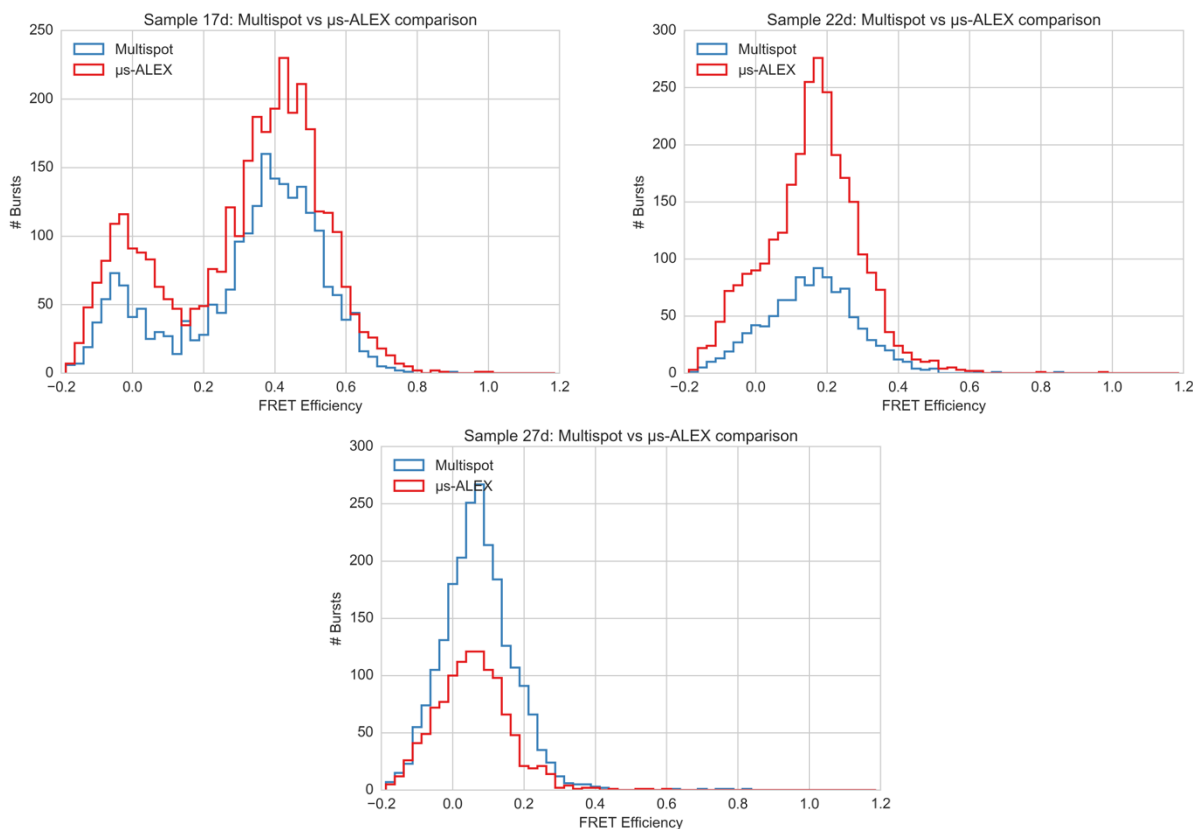 Sample 17d: Multispot vs µs-ALEX comparison
250
200
150
100
50
0
# Bursts
Multispot
µs-ALEX
−0.2 0.0 0.2 0.4 0.6 0.8 1.0 1.2
FRET Efficiency
Sample 22d: Multispot vs µs-ALEX comparison
300
250
200
150
100
50
0
# Bursts
Multispot
µs-ALEX
−0.2 0.0 0.2 0.4 0.6 0.8 1.0 1.2
FRET Efficiency
Sample 27d: Multispot vs µs-ALEX comparison
300
250
200
150
100
50
0
# Bursts
Multispot
µs-ALEX
−0.2 0.0 0.2 0.4 0.6 0.8 1.0 1.2
FRET Efficiency